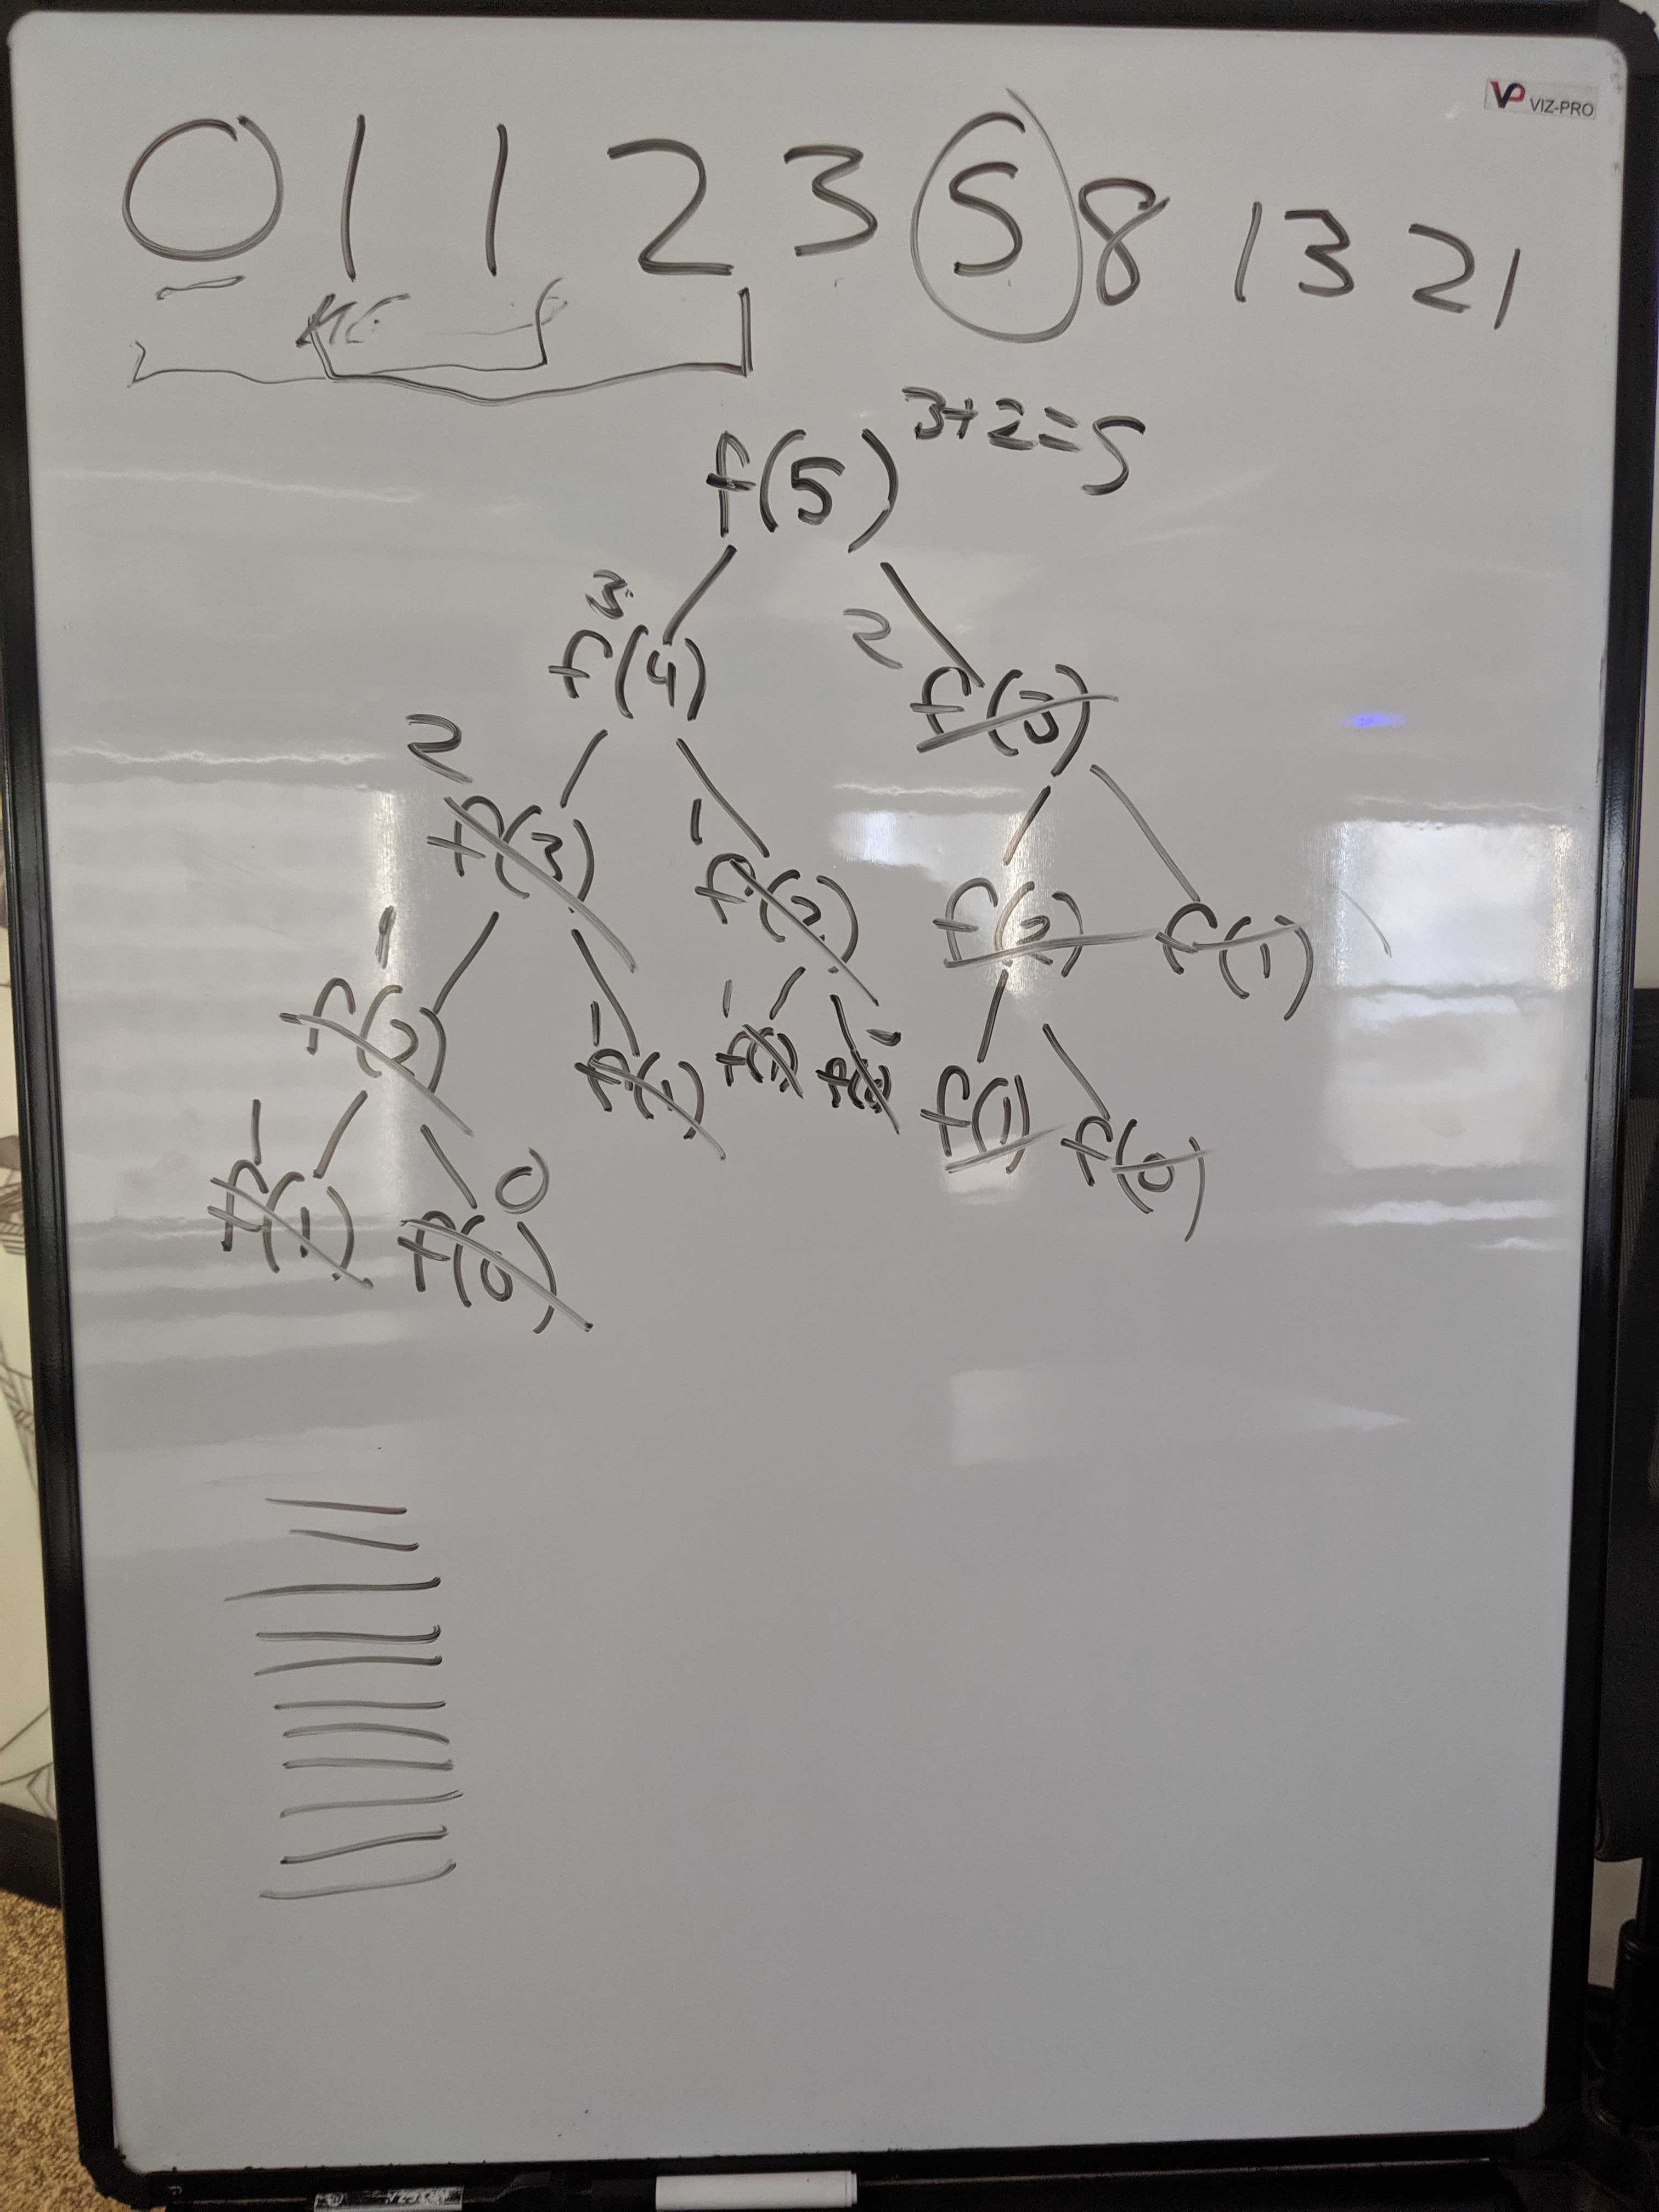 VP VIZ-PRO
0 1 1 2 3 5 8 13 21
3+2=5
f(5)
3
2
f(4)
f(3)
2
f(3)
1
f(2)
f(2)
f(1)
1
f(2)
1
f(1)
1
f(1)
f(1)
f(0)
1
f(1)
0
f(0)